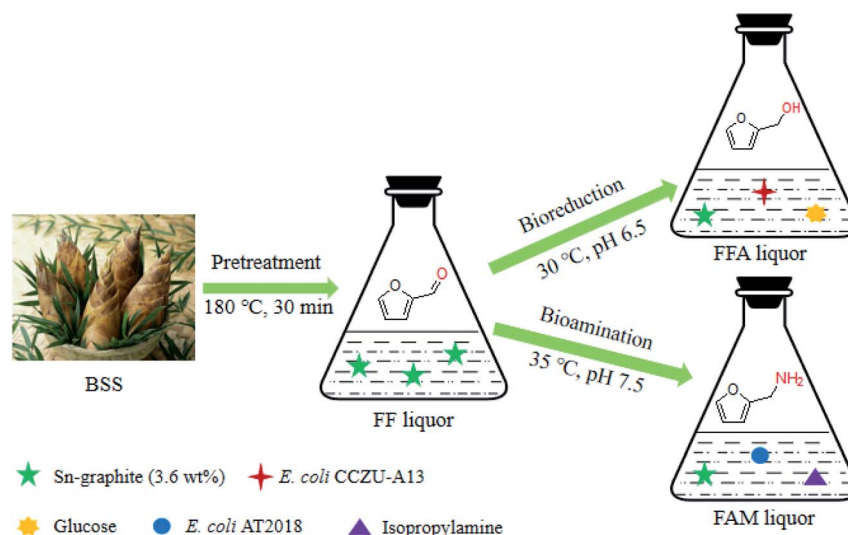 BSS
Pretreatment
180 °C, 30 min
O
O
FF liquor
Bioreduction
30 °C, pH 6.5
O
OH
FFA liquor
Bioamination
35 °C, pH 7.5
O
NH2
FAM liquor
Sn-graphite (3.6 wt%)
E. coli CCZU-A13
Glucose
E. coli AT2018
Isopropylamine